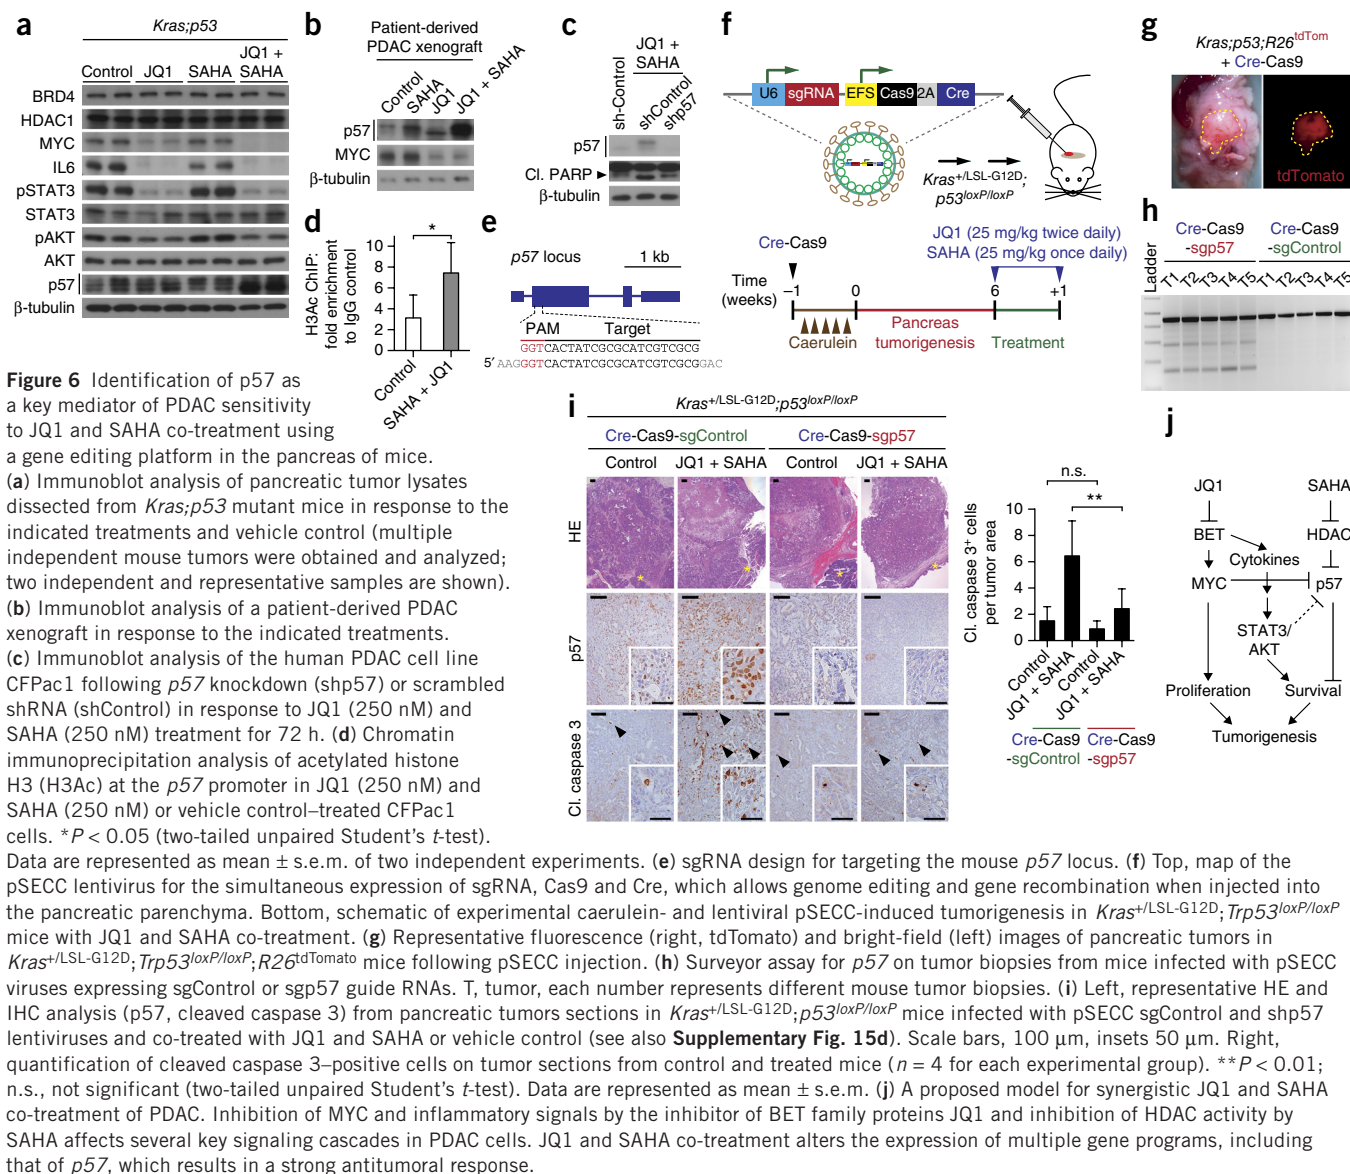 a
Kras;p53
Control JQ1 SAHA JQ1 + SAHA
BRD4
HDAC1
MYC
IL6
pSTAT3
STAT3
pAKT
AKT
p57
β-tubulin
b
Patient-derived
PDAC xenograft
Control SAHA JQ1 JQ1 + SAHA
p57
MYC
β-tubulin
c
JQ1 +
SAHA
sh-Control shControl shp57
p57
Cl. PARP
β-tubulin
d
H3Ac ChIP:
fold enrichment
to IgG control
10
8
6
4
2
0
*
Control
SAHA + JQ1
e
p57 locus 1 kb
PAM Target
GGTCACTATCGCGCATCGTCGCG
5′ AAGGGTCACTATCGCGCATCGTCGCGGAC
f
U6 sgRNA EFS Cas9 2A Cre
Kras+/LSL-G12D;
p53loxP/loxP
JQ1 (25 mg/kg twice daily)
SAHA (25 mg/kg once daily)
Cre-Cas9
Time
(weeks)
−1 0 6 +1
Caerulein
Pancreas
tumorigenesis
Treatment
g
Kras;p53;R26tdTom
+ Cre-Cas9
tdTomato
h
Cre-Cas9 Cre-Cas9
-sgp57 -sgControl
Ladder T1 T2 T3 T4 T5 T1 T2 T3 T4 T5
i
Kras+/LSL-G12D;p53loxP/loxP
Cre-Cas9-sgControl Cre-Cas9-sgp57
Control JQ1 + SAHA Control JQ1 + SAHA
HE
p57
Cl. caspase 3
* * * *
Cl. caspase 3+ cells
per tumor area
10
8
6
4
2
0
n.s.
**
Control
JQ1 + SAHA
Control
JQ1 + SAHA
Cre-Cas9 Cre-Cas9
-sgControl -sgp57
j
JQ1 SAHA
BET HDAC
Cytokines
MYC p57
STAT3/
AKT
Proliferation Survival
Tumorigenesis
Figure 6 Identification of p57 as
a key mediator of PDAC sensitivity
to JQ1 and SAHA co-treatment using
a gene editing platform in the pancreas of mice.
(a) Immunoblot analysis of pancreatic tumor lysates
dissected from Kras;p53 mutant mice in response to the
indicated treatments and vehicle control (multiple
independent mouse tumors were obtained and analyzed;
two independent and representative samples are shown).
(b) Immunoblot analysis of a patient-derived PDAC
xenograft in response to the indicated treatments.
(c) Immunoblot analysis of the human PDAC cell line
CFPac1 following p57 knockdown (shp57) or scrambled
shRNA (shControl) in response to JQ1 (250 nM) and
SAHA (250 nM) treatment for 72 h. (d) Chromatin
immunoprecipitation analysis of acetylated histone
H3 (H3Ac) at the p57 promoter in JQ1 (250 nM) and
SAHA (250 nM) or vehicle control–treated CFPac1
cells. *P < 0.05 (two-tailed unpaired Student's t-test).
Data are represented as mean ± s.e.m. of two independent experiments. (e) sgRNA design for targeting the mouse p57 locus. (f) Top, map of the
pSECC lentivirus for the simultaneous expression of sgRNA, Cas9 and Cre, which allows genome editing and gene recombination when injected into
the pancreatic parenchyma. Bottom, schematic of experimental caerulein- and lentiviral pSECC-induced tumorigenesis in Kras+/LSL-G12D;Trp53loxP/loxP
mice with JQ1 and SAHA co-treatment. (g) Representative fluorescence (right, tdTomato) and bright-field (left) images of pancreatic tumors in
Kras+/LSL-G12D;Trp53loxP/loxP;R26tdTomato mice following pSECC injection. (h) Surveyor assay for p57 on tumor biopsies from mice infected with pSECC
viruses expressing sgControl or sgp57 guide RNAs. T, tumor, each number represents different mouse tumor biopsies. (i) Left, representative HE and
IHC analysis (p57, cleaved caspase 3) from pancreatic tumors sections in Kras+/LSL-G12D;p53loxP/loxP mice infected with pSECC sgControl and shp57
lentiviruses and co-treated with JQ1 and SAHA or vehicle control (see also Supplementary Fig. 15d). Scale bars, 100 μm, insets 50 μm. Right,
quantification of cleaved caspase 3–positive cells on tumor sections from control and treated mice (n = 4 for each experimental group). **P < 0.01;
n.s., not significant (two-tailed unpaired Student's t-test). Data are represented as mean ± s.e.m. (j) A proposed model for synergistic JQ1 and SAHA
co-treatment of PDAC. Inhibition of MYC and inflammatory signals by the inhibitor of BET family proteins JQ1 and inhibition of HDAC activity by
SAHA affects several key signaling cascades in PDAC cells. JQ1 and SAHA co-treatment alters the expression of multiple gene programs, including
that of p57, which results in a strong antitumoral response.